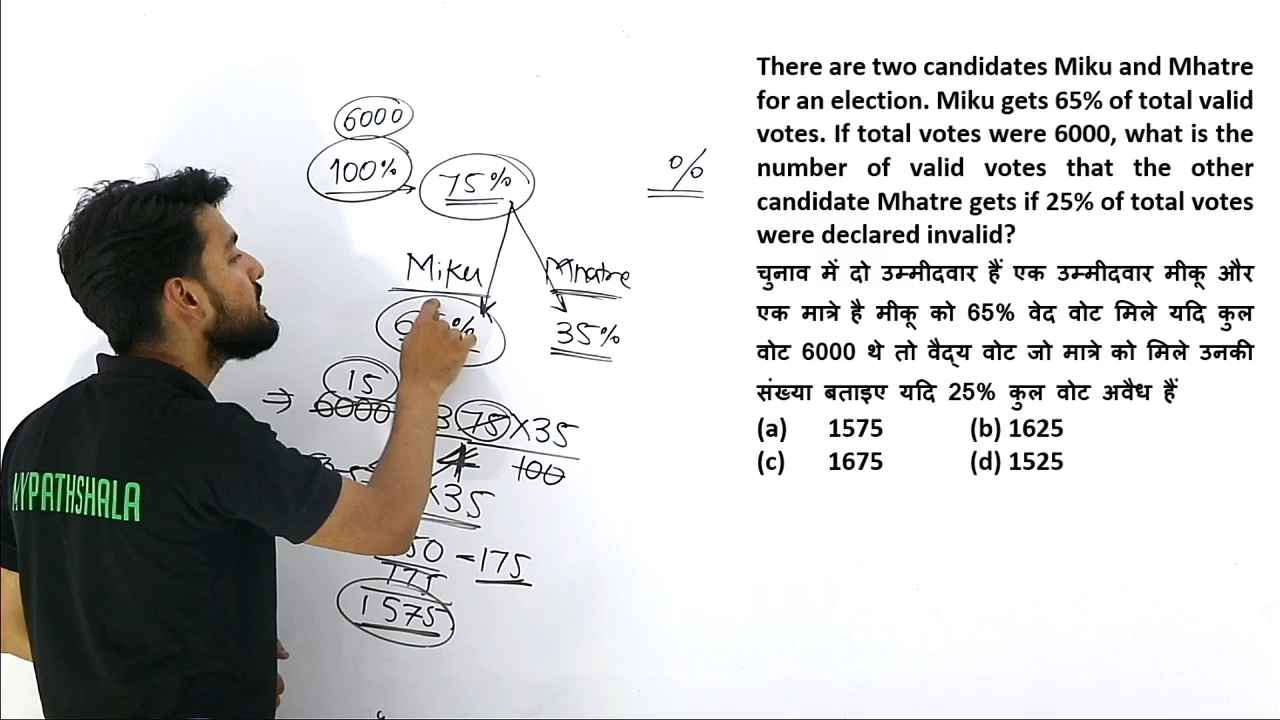 There are two candidates Miku and Mhatre
for an election. Miku gets 65% of total valid
votes. If total votes were 6000, what is the
number of valid votes that the other
candidate Mhatre gets if 25% of total votes
were declared invalid?
चुनाव में दो उम्मीदवार हैं एक उम्मीदवार मीकू और
एक मात्रे है मीकू को 65% वेद वोट मिले यदि कुल
वोट 6000 थे तो वैद्य वोट जो मात्रे को मिले उनकी
संख्या बताइए यदि 25% कुल वोट अवैध हैं
(a) 1575 (b) 1625
(c) 1675 (d) 1525
6000
100% 75% %
Miku Mhatre
35%
15
⇒ 6000 3 75 ×35
100
×35
50 = 175
175
1575
MYPATHSHALA